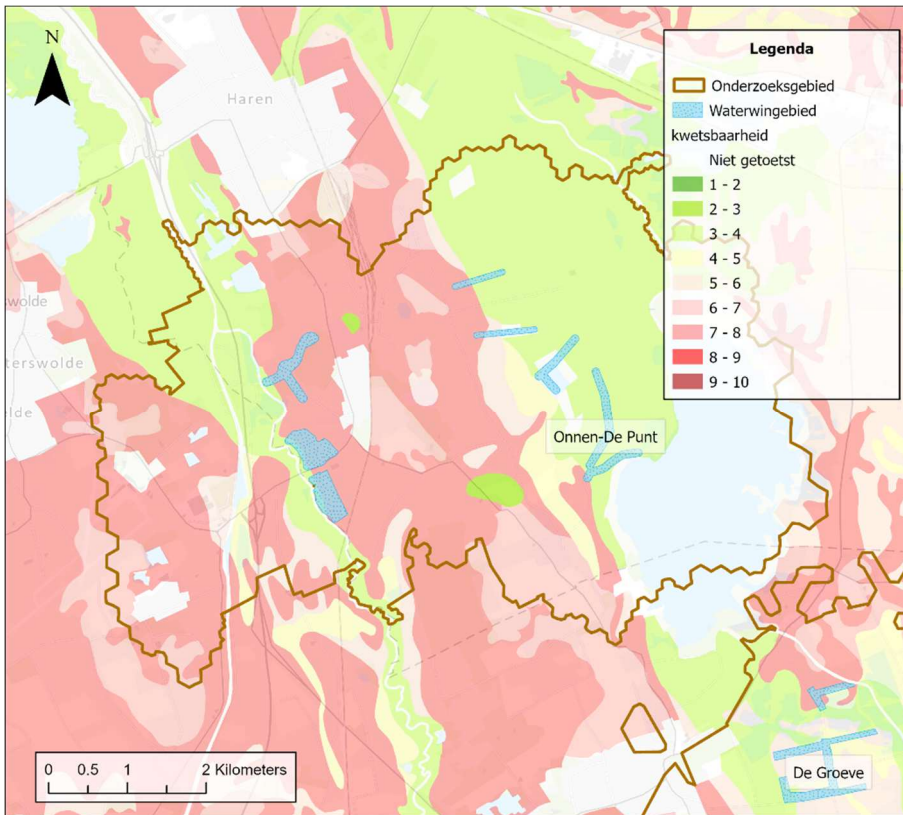 N
Haren
swolde
terswolde
elde
Onnen-De Punt
De Groeve
Legenda
Onderzoeksgebied
Waterwingebied
kwetsbaarheid
Niet getoetst
1 - 2
2 - 3
3 - 4
4 - 5
5 - 6
6 - 7
7 - 8
8 - 9
9 - 10
0 0.5 1 2 Kilometers